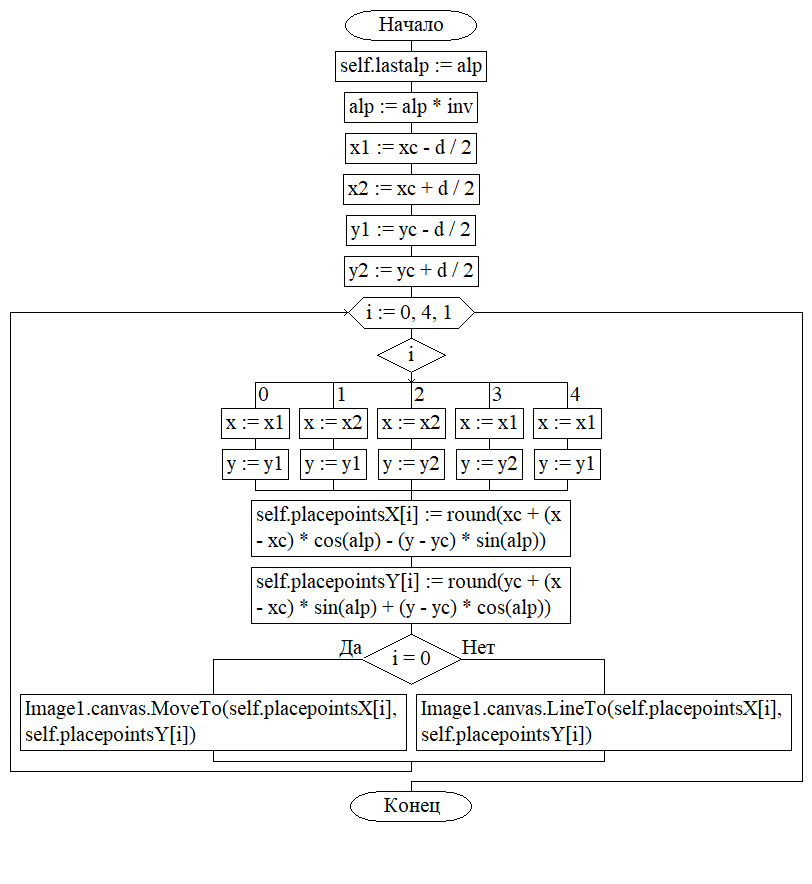 Начало
self.lastalp := alp
alp := alp * inv
x1 := xc - d / 2
x2 := xc + d / 2
y1 := yc - d / 2
y2 := yc + d / 2
i := 0, 4, 1
i
0 1 2 3 4
x := x1 x := x2 x := x2 x := x1 x := x1
y := y1 y := y1 y := y2 y := y2 y := y1
self.placepointsX[i] := round(xc + (x
- xc) * cos(alp) - (y - yc) * sin(alp))
self.placepointsY[i] := round(yc + (x
- xc) * sin(alp) + (y - yc) * cos(alp))
Да i = 0 Нет
Image1.canvas.MoveTo(self.placepointsX[i],
self.placepointsY[i])
Image1.canvas.LineTo(self.placepointsX[i],
self.placepointsY[i])
Конец